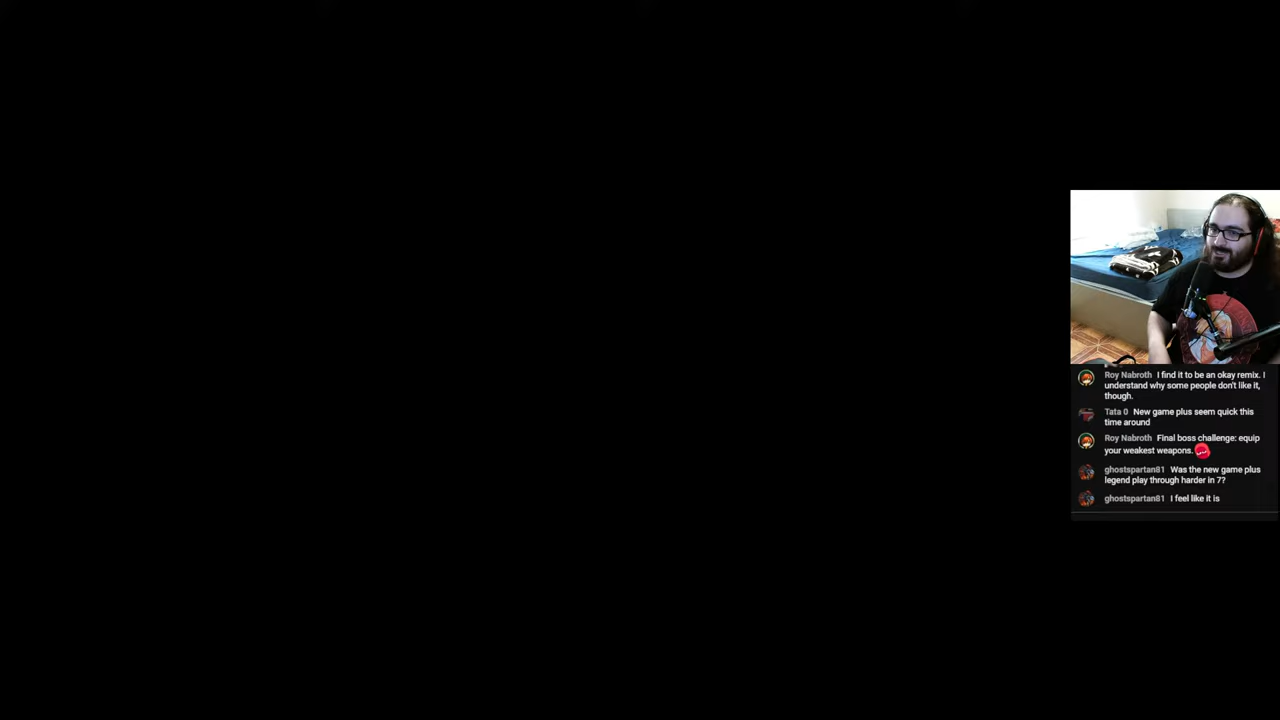 Roy Nabroth I find it to be an okay remix. I
understand why some people don't like it,
though.
Tata 0 New game plus seem quick this
time around
Roy Nabroth Final boss challenge: equip
your weakest weapons.
ghostspartan81 Was the new game plus
legend play through harder in 7?
ghostspartan81 I feel like it is